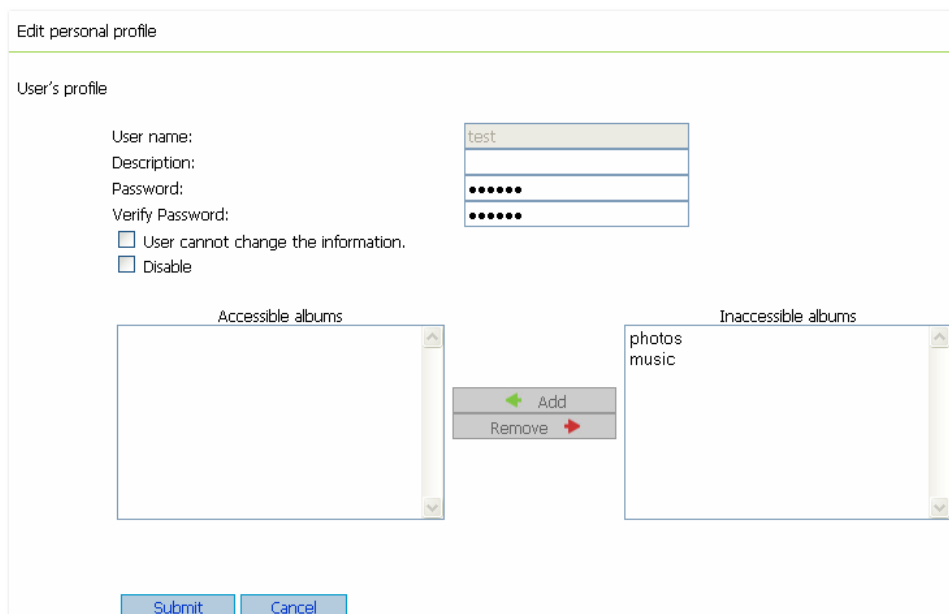 Edit personal profile
User's profile
User name: test
Description:
Password: ••••••
Verify Password: ••••••
User cannot change the information.
Disable
Accessible albums
Inaccessible albums
photos
music
Add
Remove
Submit Cancel